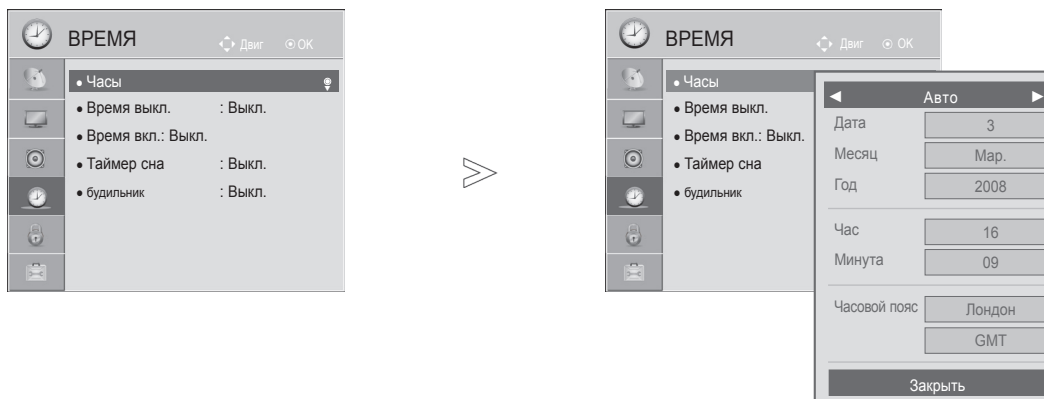 ВРЕМЯ Двиг OK
• Часы
• Время выкл. : Выкл.
• Время вкл.: Выкл.
• Таймер сна : Выкл.
• будильник : Выкл.
ВРЕМЯ Двиг OK
• Часы
• Время выкл.
• Время вкл.: Выкл.
• Таймер сна
• будильник
◄ Авто ►
Дата 3
Месяц Мар.
Год 2008
Час 16
Минута 09
Часовой пояс Лондон
GMT
Закрыть